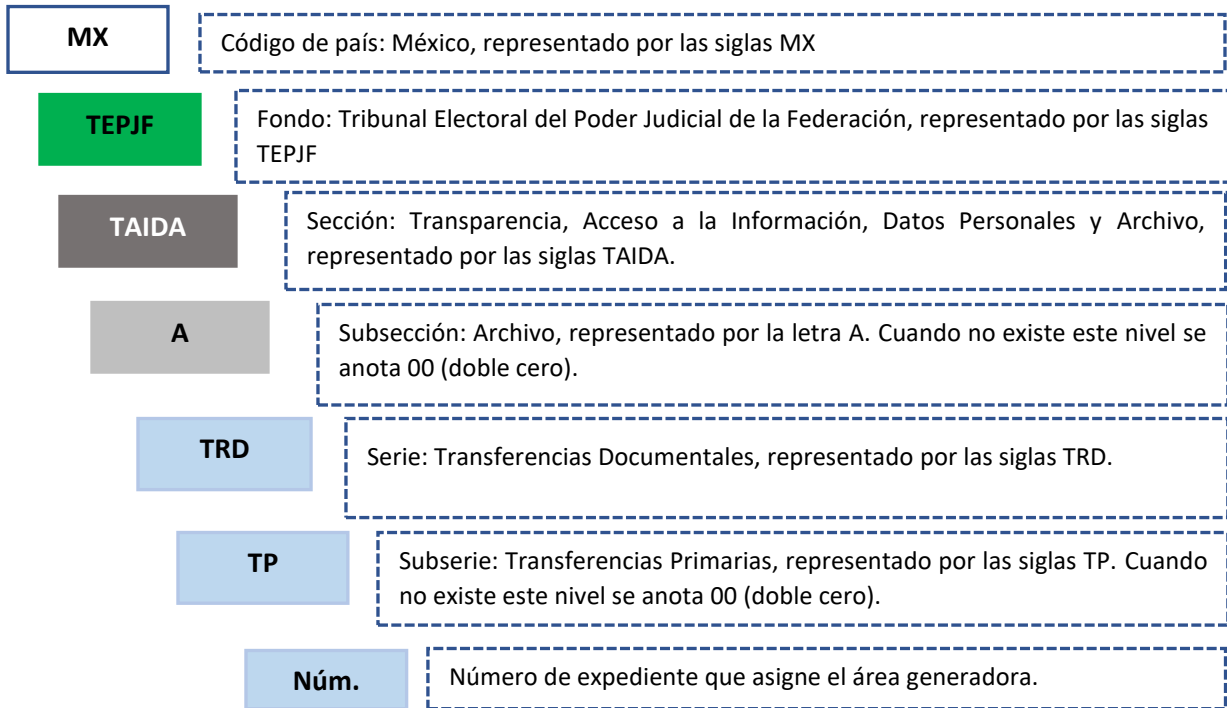 MX
Código de país: México, representado por las siglas MX
TEPJF
Fondo: Tribunal Electoral del Poder Judicial de la Federación, representado por las siglas
TEPJF
TAIDA
Sección: Transparencia, Acceso a la Información, Datos Personales y Archivo,
representado por las siglas TAIDA.
A
Subsección: Archivo, representado por la letra A. Cuando no existe este nivel se
anota 00 (doble cero).
TRD
Serie: Transferencias Documentales, representado por las siglas TRD.
TP
Subserie: Transferencias Primarias, representado por las siglas TP. Cuando
no existe este nivel se anota 00 (doble cero).
Núm.
Número de expediente que asigne el área generadora.